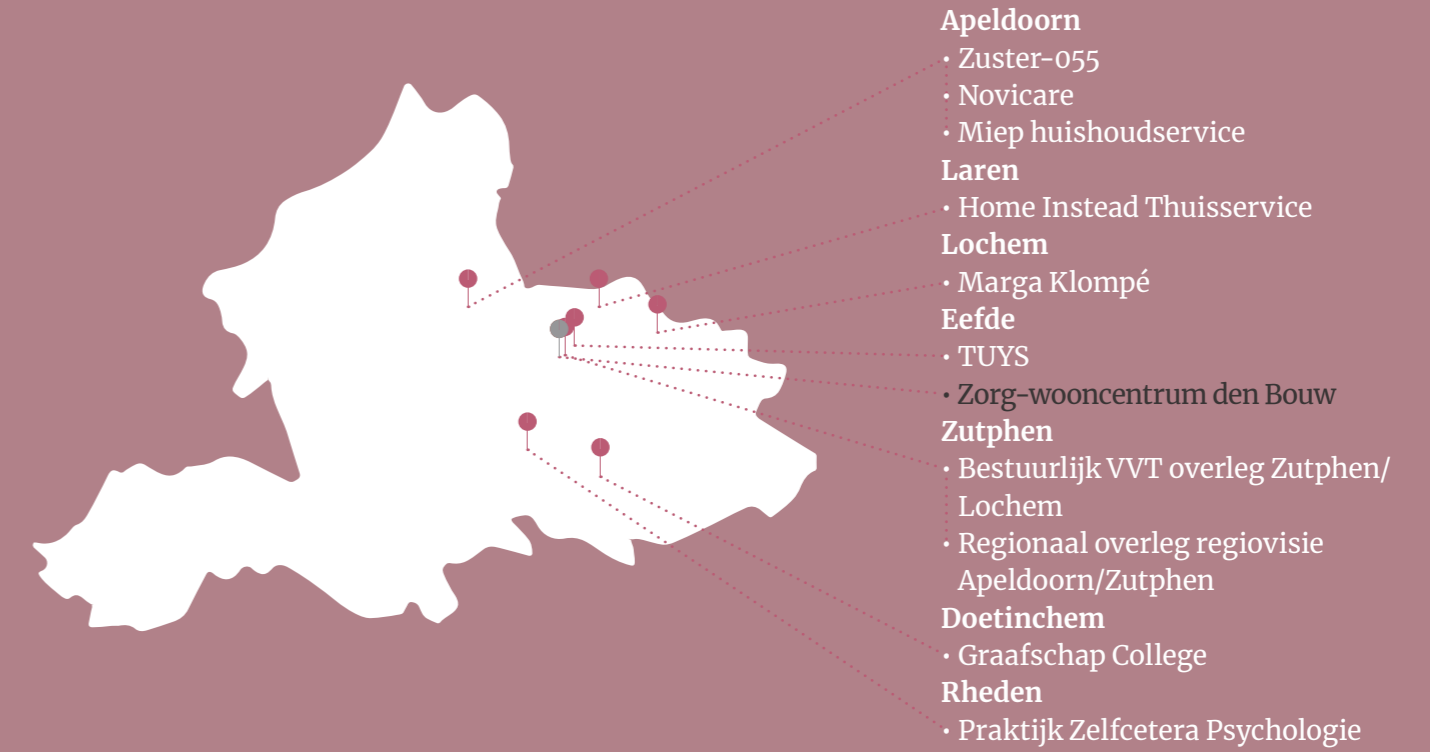 Apeldoorn
• Zuster-055
• Novicare
• Miep huishoudservice
Laren
• Home Instead Thuisservice
Lochem
• Marga Klompé
Eefde
• TUYS
• Zorg-wooncentrum den Bouw
Zutphen
• Bestuurlijk VVT overleg Zutphen/
Lochem
• Regionaal overleg regiovisie
Apeldoorn/Zutphen
Doetinchem
• Graafschap College
Rheden
• Praktijk Zelfcetera Psychologie